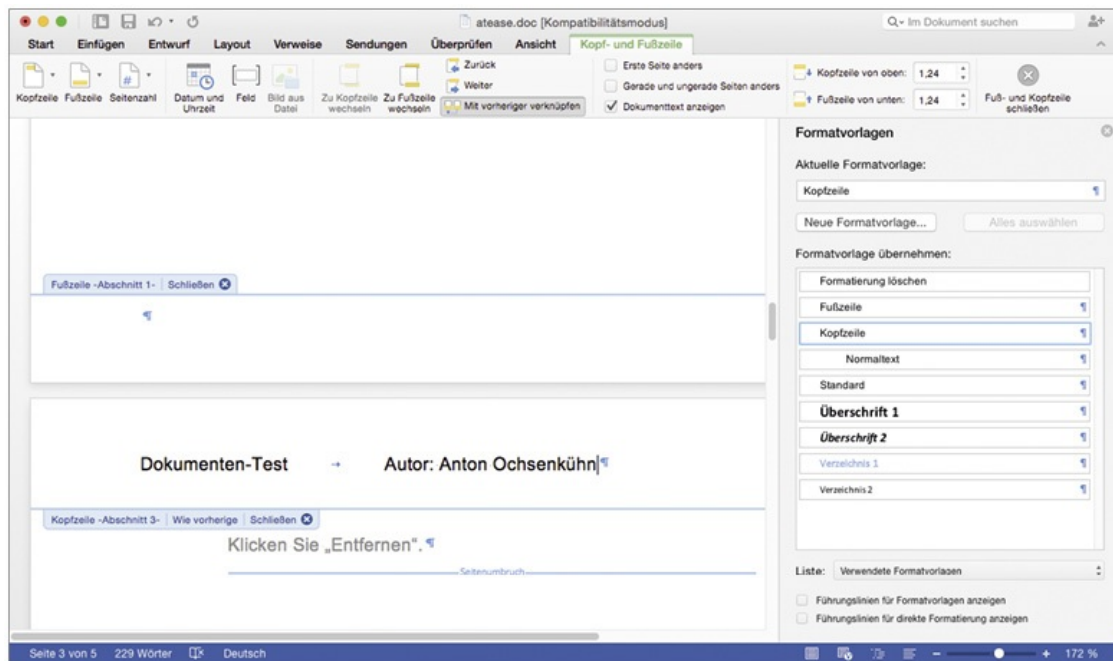 atease.doc [Kompatibilitätsmodus]
Im Dokument suchen
Start Einfügen Entwurf Layout Verweise Sendungen Überprüfen Ansicht Kopf- und Fußzeile
Kopfzeile Fußzeile Seitenzahl
Datum und Uhrzeit
Feld
Bild aus Datei
Zu Kopfzeile wechseln
Zu Fußzeile wechseln
Zurück
Weiter
Mit vorheriger verknüpfen
Erste Seite anders
Gerade und ungerade Seiten anders
Dokumenttext anzeigen
Kopfzeile von oben: 1,24
Fußzeile von unten: 1,24
Fuß- und Kopfzeile schließen
Fußzeile -Abschnitt 1- Schließen
¶
Dokumenten-Test → Autor: Anton Ochsenkühn¶
Kopfzeile -Abschnitt 3- Wie vorherige Schließen
Klicken Sie „Entfernen“. ¶
Seitenumbruch
Formatvorlagen
Aktuelle Formatvorlage:
Kopfzeile ¶
Neue Formatvorlage... Alles auswählen
Formatvorlage übernehmen:
Formatierung löschen
Fußzeile ¶
Kopfzeile ¶
Normaltext ¶
Standard ¶
Überschrift 1 ¶
Überschrift 2 ¶
Verzeichnis 1 ¶
Verzeichnis 2 ¶
Liste: Verwendete Formatvorlagen
Führungslinien für Formatvorlagen anzeigen
Führungslinien für direkte Formatierung anzeigen
Seite 3 von 5 229 Wörter Deutsch 172 %